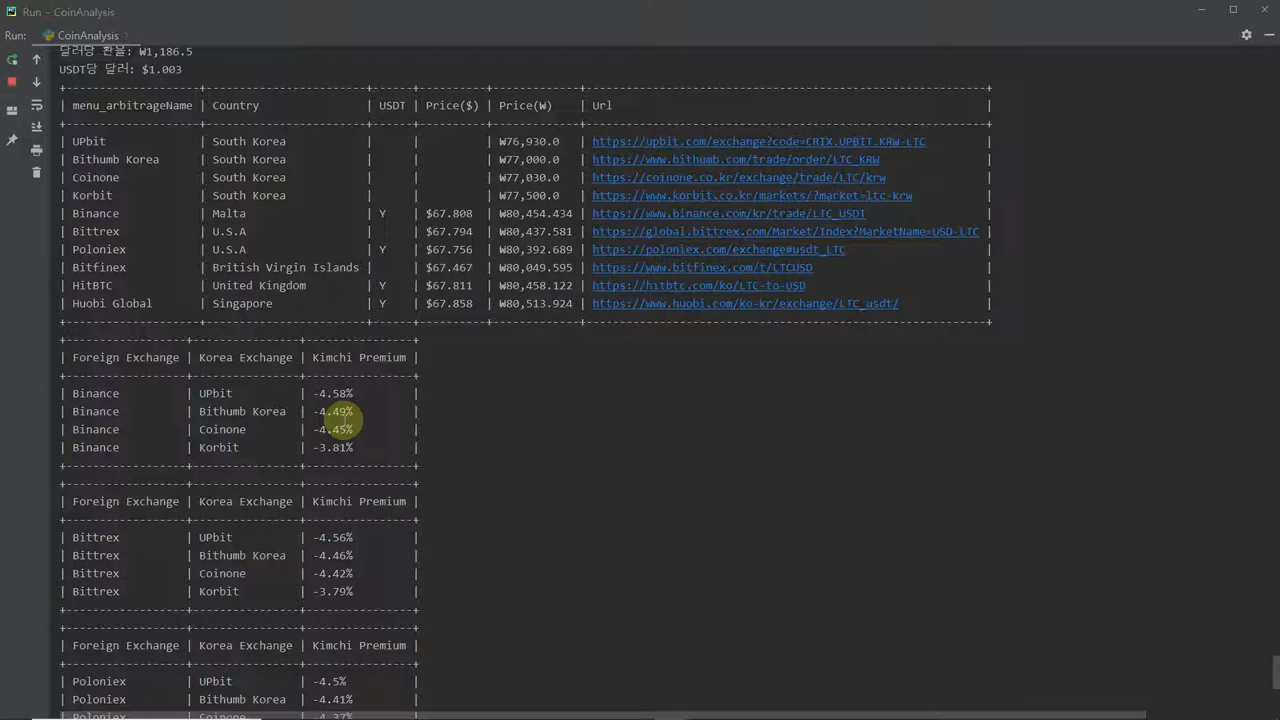 Run – CoinAnalysis
Run: CoinAnalysis
달러당 환율: ₩1,186.5
USDT당 달러: $1.003
| menu_arbitrageName | Country | USDT | Price($) | Price(₩) | Url |
| UPbit | South Korea | | | ₩76,930.0 | https://upbit.com/exchange?code=CRIX.UPBIT.KRW-LTC |
| Bithumb Korea | South Korea | | | ₩77,000.0 | https://www.bithumb.com/trade/order/LTC_KRW |
| Coinone | South Korea | | | ₩77,030.0 | https://coinone.co.kr/exchange/trade/LTC/krw |
| Korbit | South Korea | | | ₩77,500.0 | https://www.korbit.co.kr/markets/?market=ltc-krw |
| Binance | Malta | Y | $67.808 | ₩80,454.434 | https://www.binance.com/kr/trade/LTC_USDT |
| Bittrex | U.S.A | | $67.794 | ₩80,437.581 | https://global.bittrex.com/Market/Index?MarketName=USD-LTC |
| Poloniex | U.S.A | Y | $67.756 | ₩80,392.689 | https://poloniex.com/exchange#usdt_LTC |
| Bitfinex | British Virgin Islands | | $67.467 | ₩80,049.595 | https://www.bitfinex.com/t/LTCUSD |
| HitBTC | United Kingdom | Y | $67.811 | ₩80,458.122 | https://hitbtc.com/ko/LTC-to-USD |
| Huobi Global | Singapore | Y | $67.858 | ₩80,513.924 | https://www.huobi.com/ko-kr/exchange/LTC_usdt/ |
| Foreign Exchange | Korea Exchange | Kimchi Premium |
| Binance | UPbit | -4.58% |
| Binance | Bithumb Korea | -4.49% |
| Binance | Coinone | -4.45% |
| Binance | Korbit | -3.81% |
| Foreign Exchange | Korea Exchange | Kimchi Premium |
| Bittrex | UPbit | -4.56% |
| Bittrex | Bithumb Korea | -4.46% |
| Bittrex | Coinone | -4.42% |
| Bittrex | Korbit | -3.79% |
| Foreign Exchange | Korea Exchange | Kimchi Premium |
| Poloniex | UPbit | -4.5% |
| Poloniex | Bithumb Korea | -4.41% |
| Poloniex | Coinone | -4.37% |